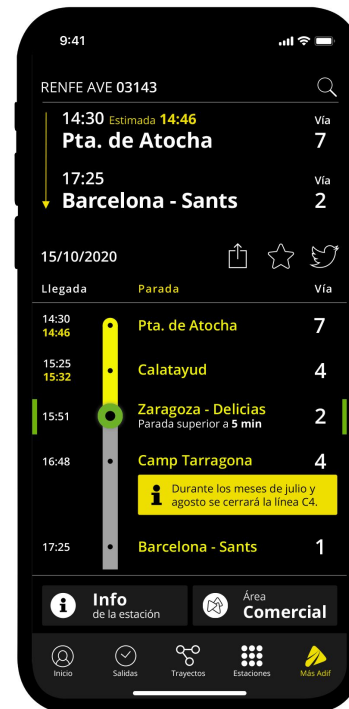 9:41
RENFE AVE 03143
14:30 Estimada 14:46 Vía
Pta. de Atocha 7
17:25 Vía
Barcelona - Sants 2
15/10/2020
Llegada Parada Vía
14:30
14:46
Pta. de Atocha 7
15:25
15:32
Calatayud 4
15:51
Zaragoza - Delicias 2
Parada superior a 5 min
16:48 Camp Tarragona 4
Durante los meses de julio y
agosto se cerrará la línea C4.
17:25 Barcelona - Sants 1
Info
de la estación
Área
Comercial
Inicio Salidas Trayectos Estaciones Más Adif